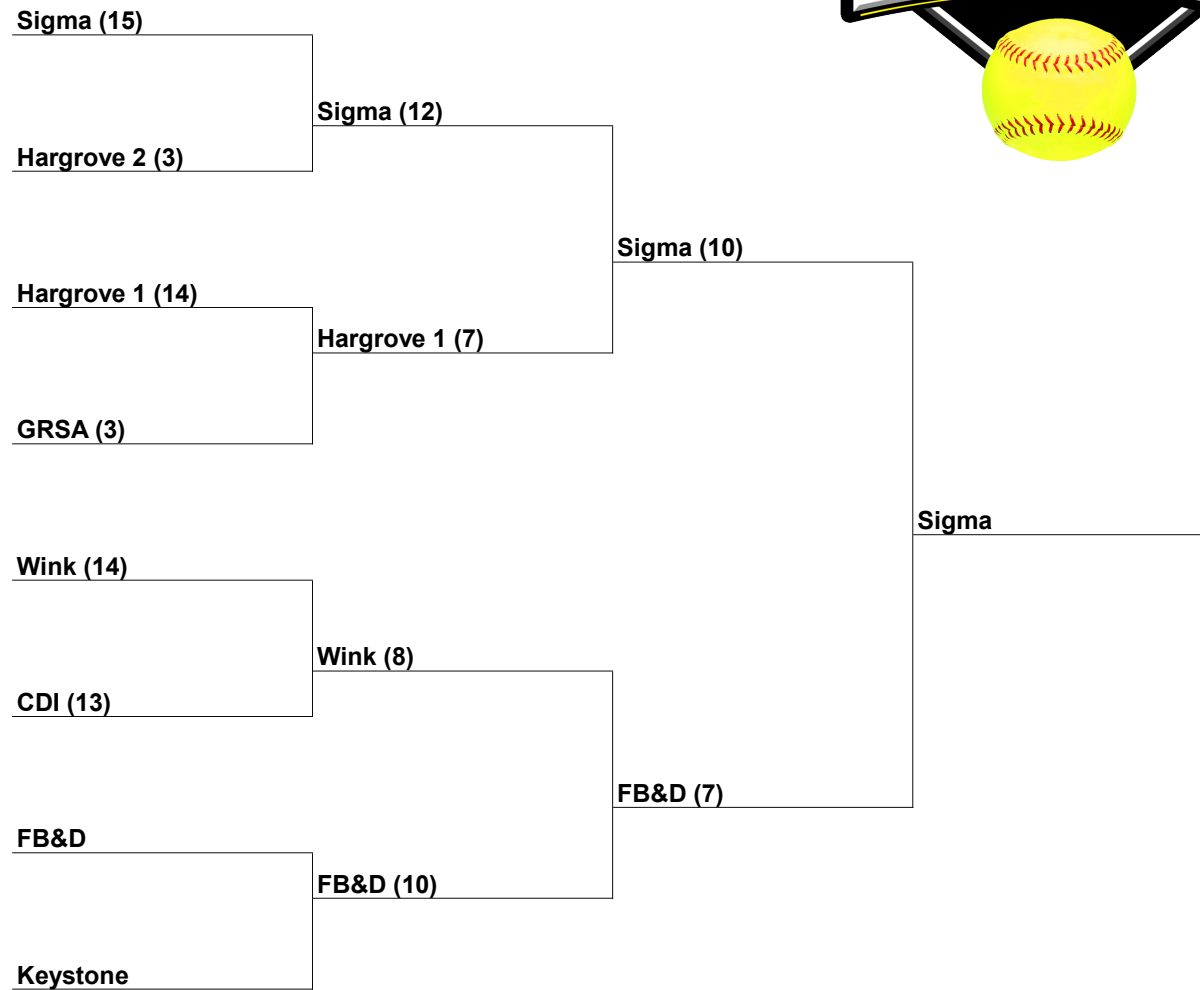 Sigma (15)
Sigma (12)
Hargrove 2 (3)
Sigma (10)
Hargrove 1 (14)
Hargrove 1 (7)
GRSA (3)
Sigma
Wink (14)
Wink (8)
CDI (13)
FB&D (7)
FB&D
FB&D (10)
Keystone